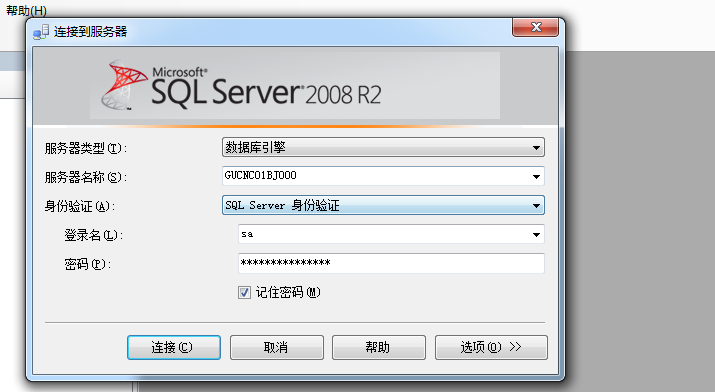 帮助(H)
连接到服务器
Microsoft®
SQL Server® 2008 R2
服务器类型(T): 数据库引擎
服务器名称(S): GUCNC01BJ000
身份验证(A): SQL Server 身份验证
登录名(L): sa
密码(P): ***************
记住密码(M)
连接(C) 取消 帮助 选项(O) >>